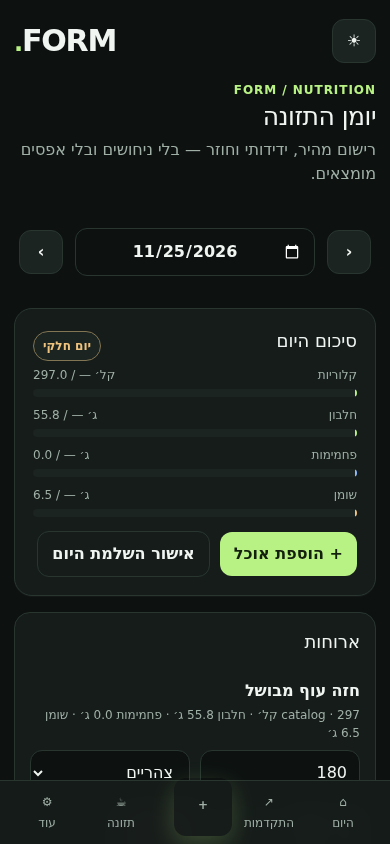 FORM.
☀
FORM / NUTRITION
יומן התזונה
רישום מהיר, ידידותי וחוזר — בלי ניחושים ובלי אפסים
מומצאים.
‹ 11/25/2026 ›
סיכום היום
יום חלקי
קלוריות
297.0 / — קל׳
חלבון
55.8 / — ג׳
פחמימות
0.0 / — ג׳
שומן
6.5 / — ג׳
+ הוספת אוכל
אישור השלמת היום
ארוחות
חזה עוף מבושל
catalog · 297 קל׳ · חלבון 55.8 ג׳ · פחמימות 0.0 ג׳ · שומן
6.5 ג׳
180
צהריים
היום
התקדמות
+
תזונה
עוד